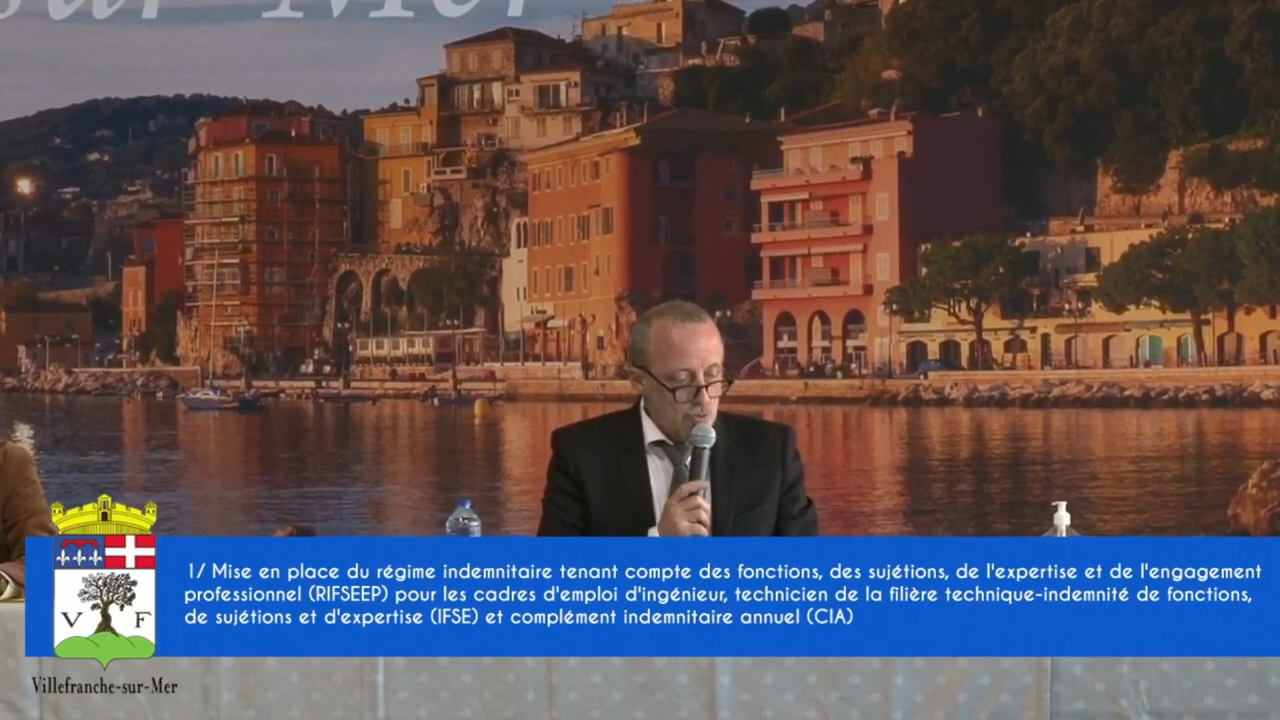 sur Mer
1/ Mise en place du régime indemnitaire tenant compte des fonctions, des sujétions, de l'expertise et de l'engagement
professionnel (RIFSEEP) pour les cadres d'emploi d'ingénieur, technicien de la filière technique-indemnité de fonctions,
de sujétions et d'expertise (IFSE) et complément indemnitaire annuel (CIA)
V F
Villefranche-sur-Mer